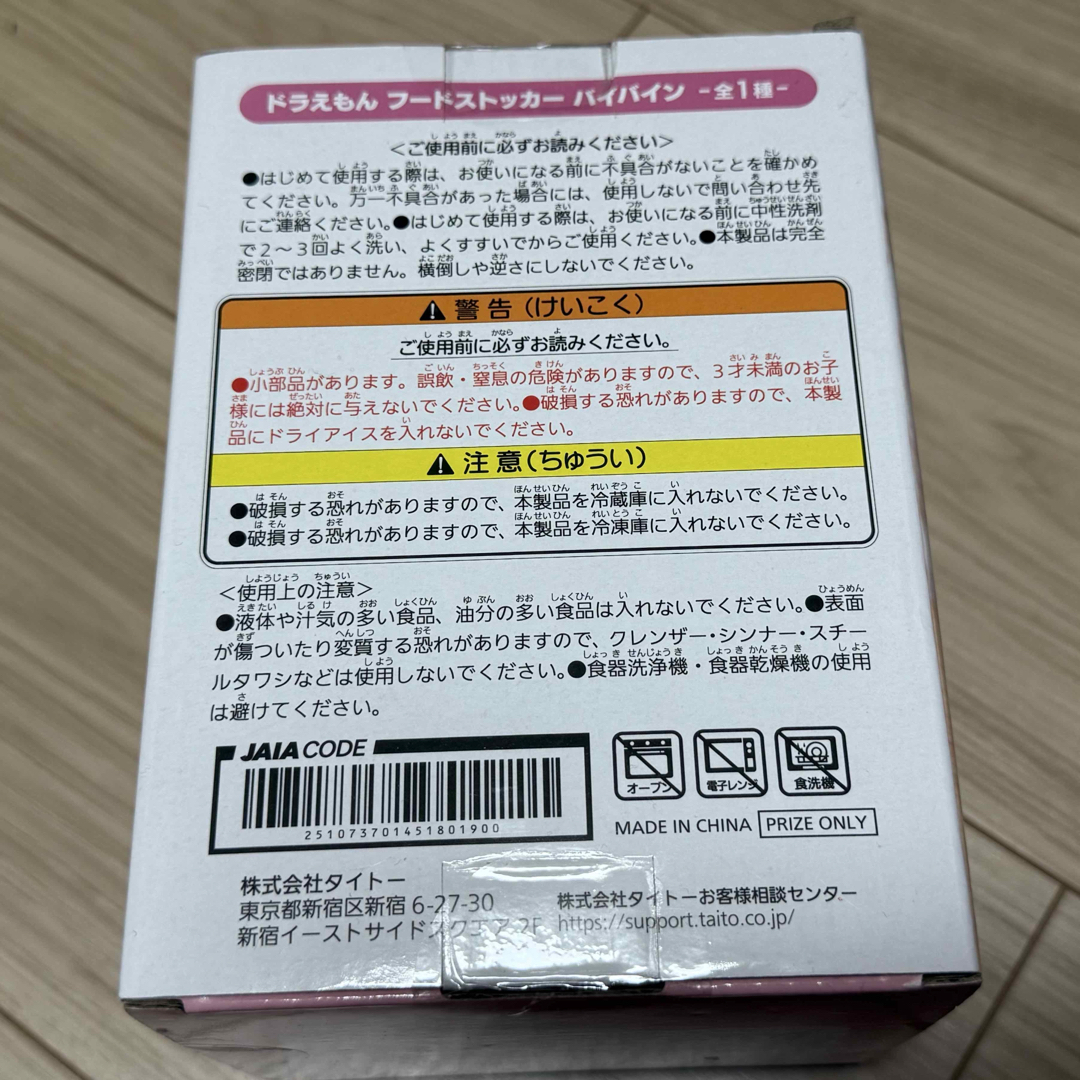 ドラえもん フードストッカー バイバイン -全1種-
<ご使用前に必ずお読みください>
●はじめて使用する際は、お使いになる前に不具合がないことを確かめ
てください。万一不具合があった場合には、使用しないで問い合わせ先
にご連絡ください。●はじめて使用する際は、お使いになる前に中性洗剤
で2～3回よく洗い、よくすすいでからご使用ください。●本製品は完全
密閉ではありません。横倒しや逆さにしないでください。
警告（けいこく）
ご使用前に必ずお読みください。
●小部品があります。誤飲・窒息の危険がありますので、3才未満のお子
様には絶対に与えないでください。●破損する恐れがありますので、本製
品にドライアイスを入れないでください。
注意（ちゅうい）
●破損する恐れがありますので、本製品を冷蔵庫に入れないでください。
●破損する恐れがありますので、本製品を冷凍庫に入れないでください。
<使用上の注意>
●液体や汁気の多い食品、油分の多い食品は入れないでください。●表面
が傷ついたり変質する恐れがありますので、クレンザー・シンナー・スチー
ルタワシなどは使用しないでください。●食器洗浄機・食器乾燥機の使用
は避けてください。
JAIA CODE
251073701451801900
オーブン 電子レンジ 食洗機
MADE IN CHINA PRIZE ONLY
株式会社タイトー
東京都新宿区新宿 6-27-30
新宿イーストサイドスクエア 2F
株式会社タイトーお客様相談センター
https://support.taito.co.jp/